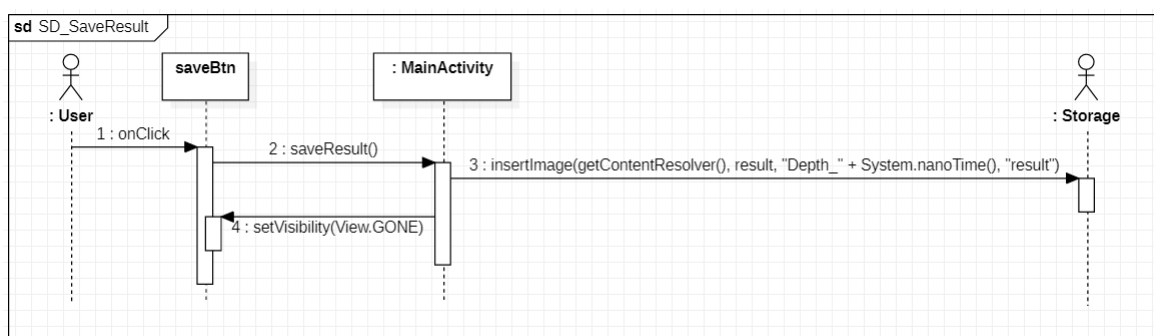 sd SD_SaveResult
saveBtn
: MainActivity
: User
: Storage
1 : onClick
2 : saveResult()
3 : insertImage(getContentResolver(), result, "Depth_" + System.nanoTime(), "result")
4 : setVisibility(View.GONE)